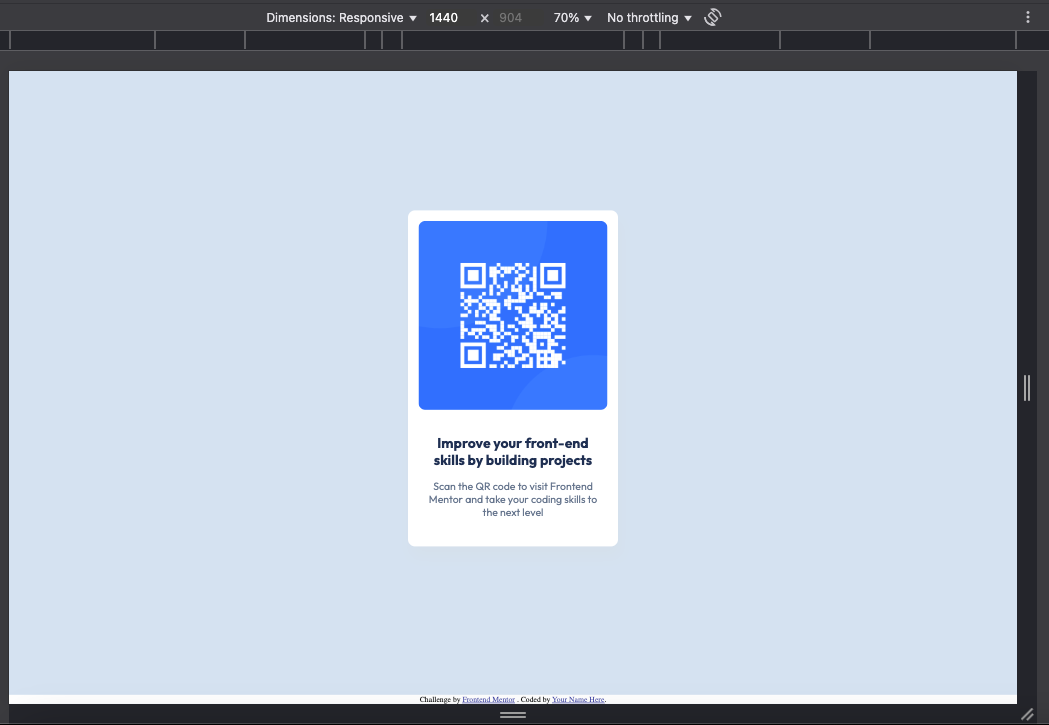 Dimensions: Responsive 1440 × 904 70% No throttling
Improve your front-end
skills by building projects
Scan the QR code to visit Frontend
Mentor and take your coding skills to
the next level
Challenge by Frontend Mentor . Coded by Your Name Here.